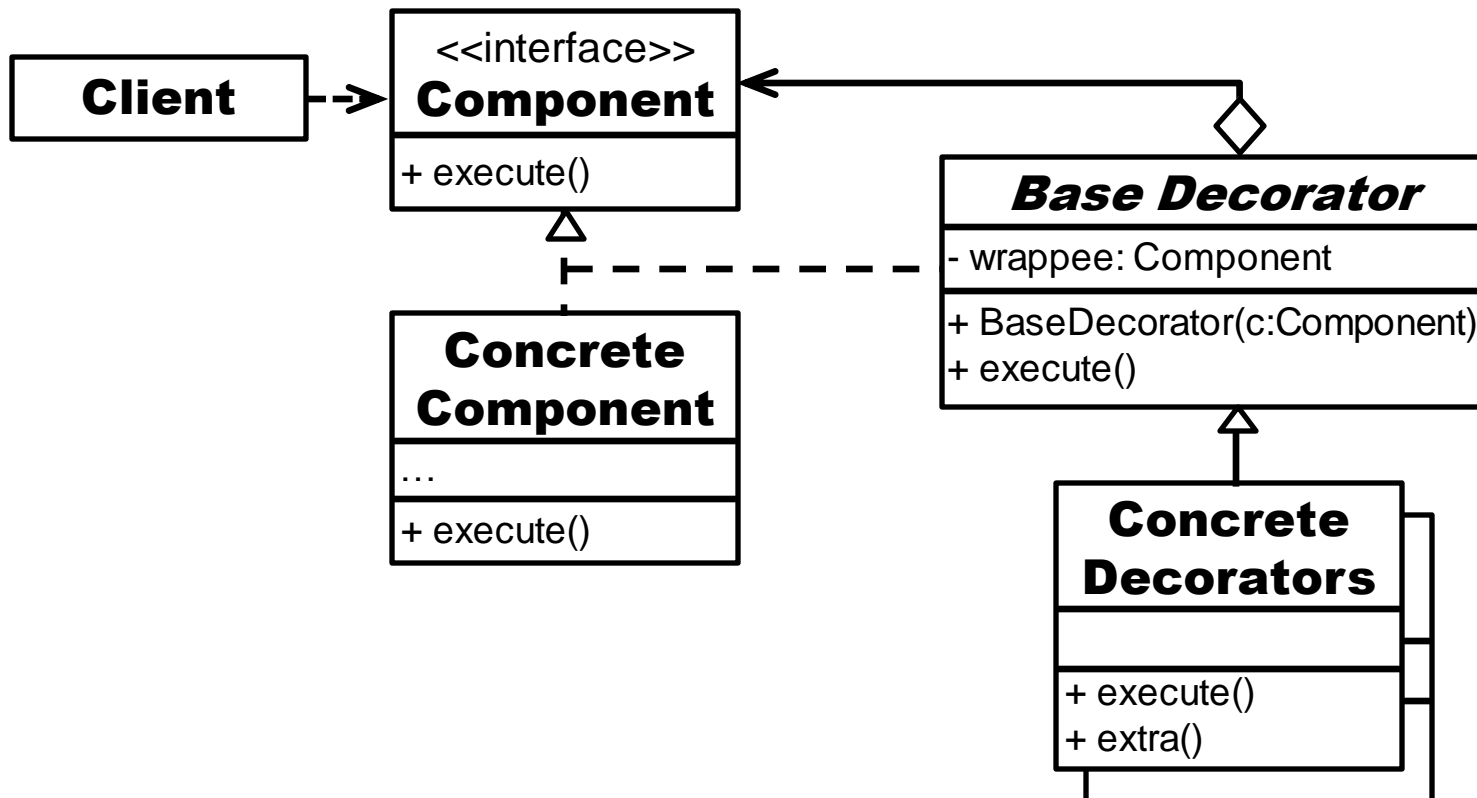 Client
<<interface>>
Component
+ execute()
Base Decorator
- wrappee: Component
+ BaseDecorator(c:Component)
+ execute()
Concrete
Component
...
+ execute()
Concrete
Decorators
+ execute()
+ extra()